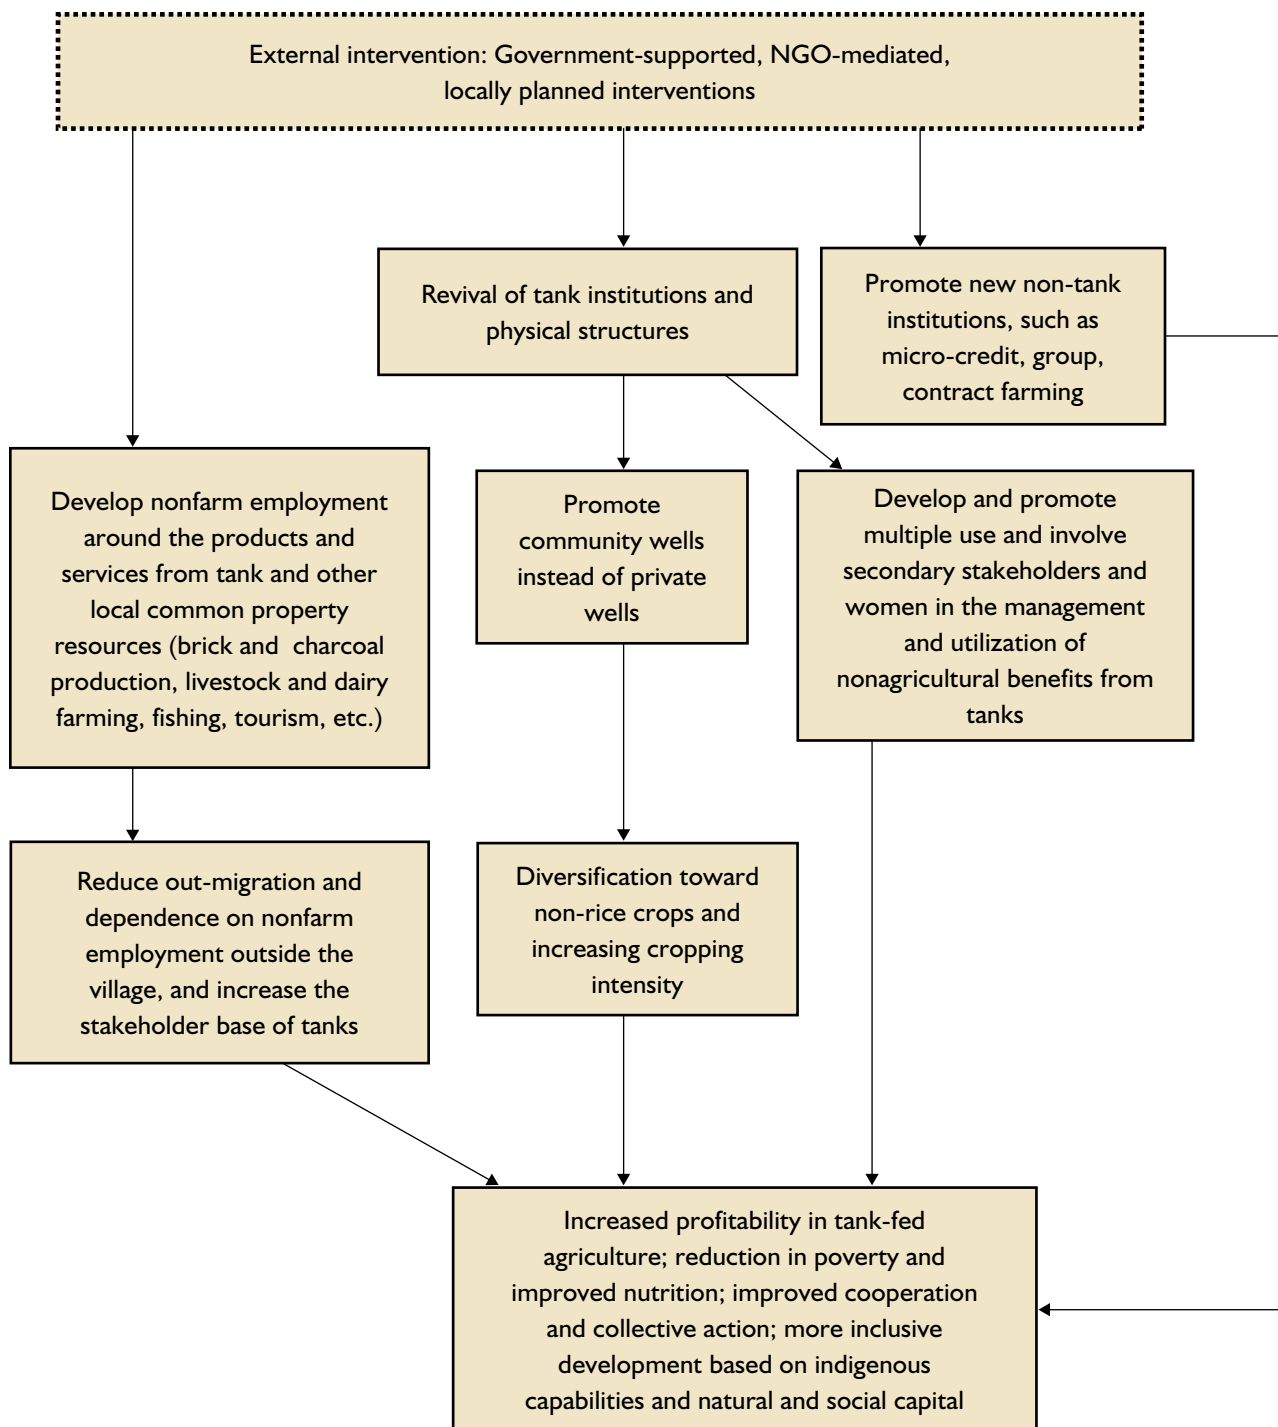 External intervention: Government-supported, NGO-mediated,
locally planned interventions
Revival of tank institutions and
physical structures
Promote new non-tank
institutions, such as
micro-credit, group,
contract farming
Develop nonfarm employment
around the products and
services from tank and other
local common property
resources (brick and charcoal
production, livestock and dairy
farming, fishing, tourism, etc.)
Promote
community wells
instead of private
wells
Develop and promote
multiple use and involve
secondary stakeholders and
women in the management
and utilization of
nonagricultural benefits from
tanks
Reduce out-migration and
dependence on nonfarm
employment outside the
village, and increase the
stakeholder base of tanks
Diversification toward
non-rice crops and
increasing cropping
intensity
Increased profitability in tank-fed
agriculture; reduction in poverty and
improved nutrition; improved cooperation
and collective action; more inclusive
development based on indigenous
capabilities and natural and social capital